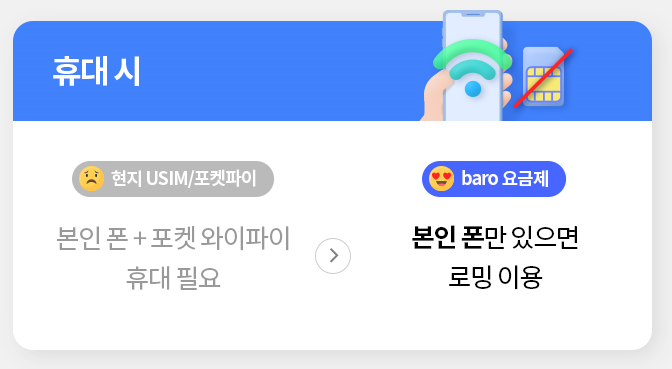 휴대 시
현지 USIM/포켓파이
본인 폰 + 포켓 와이파이
휴대 필요
baro 요금제
본인 폰만 있으면
로밍 이용